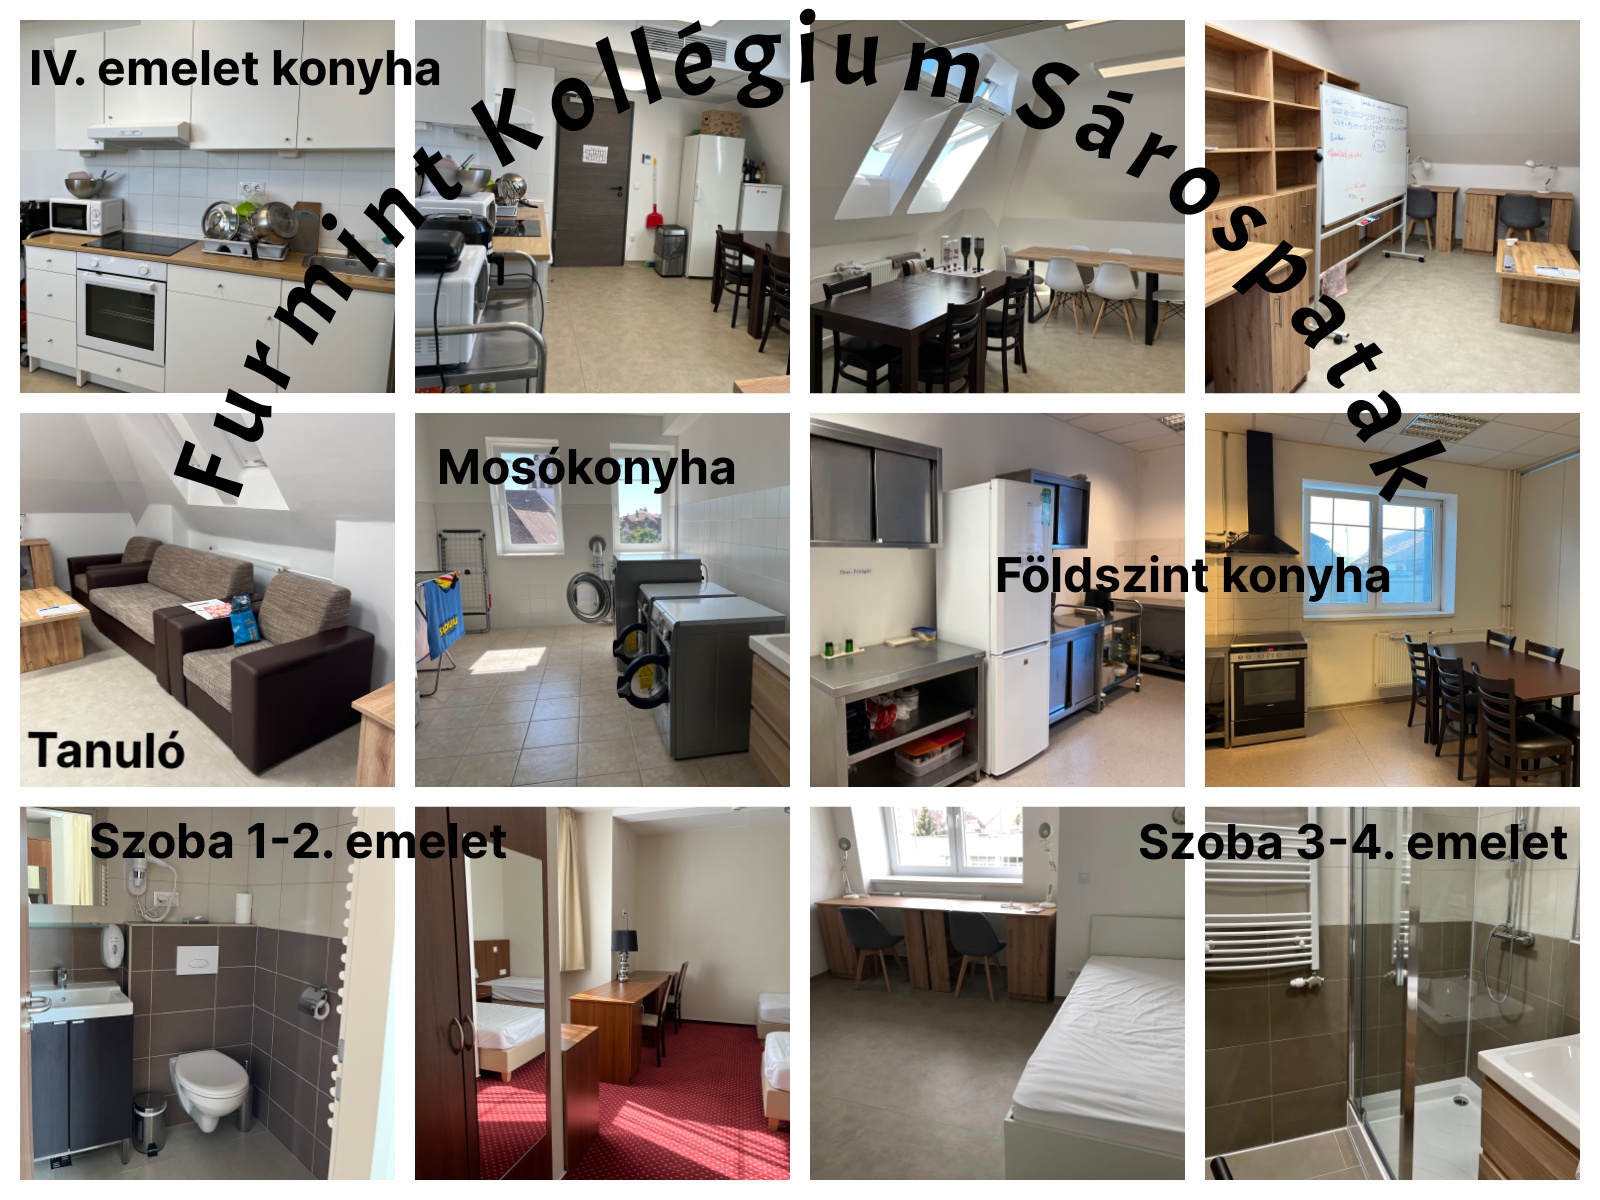 Furmint Kollégium Sárospatak
IV. emelet konyha
Mosókonyha
Földszint konyha
Tanuló
Szoba 1-2. emelet
Szoba 3-4. emelet